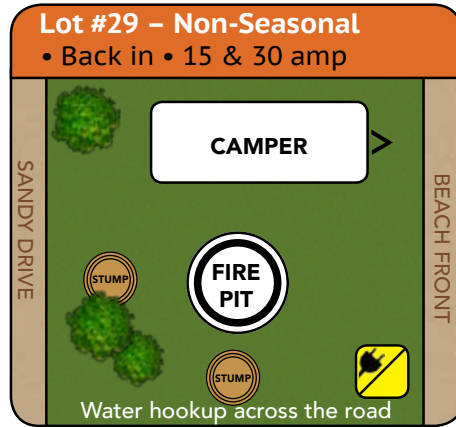 Lot #29 – Non-Seasonal
• Back in • 15 & 30 amp
CAMPER
SANDY DRIVE
BEACH FRONT
STUMP
FIRE
PIT
STUMP
Water hookup across the road